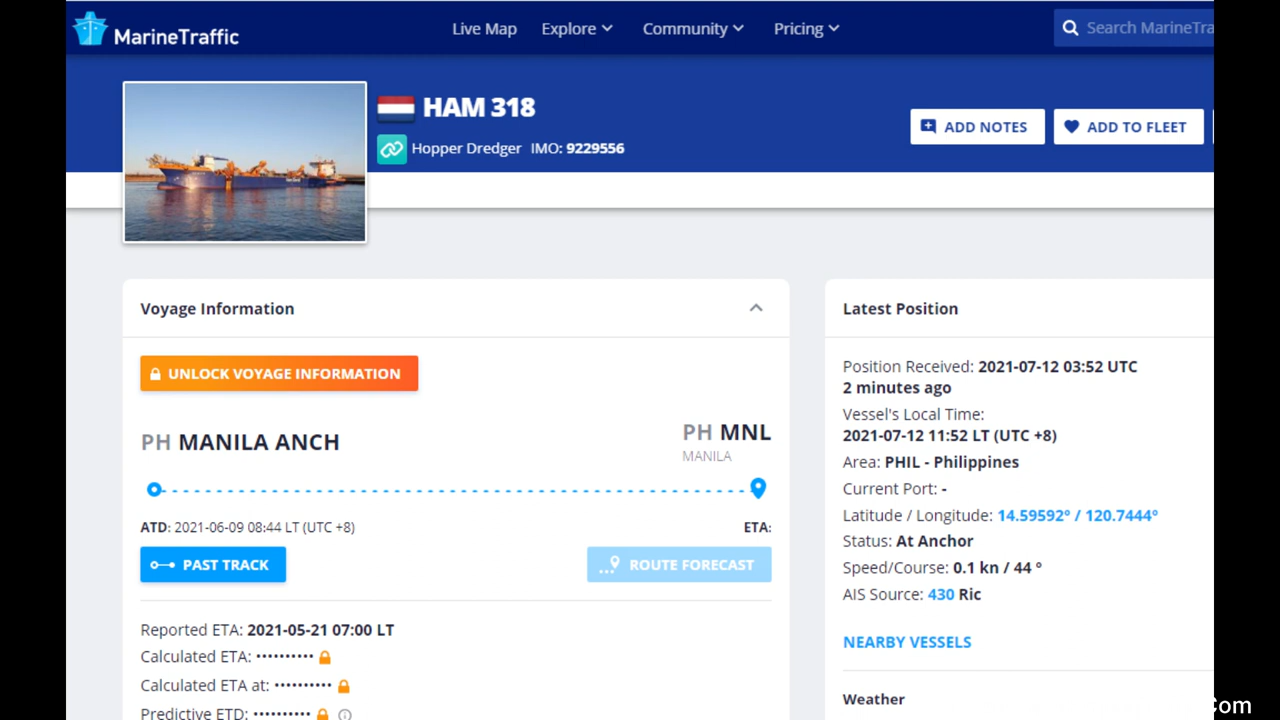 MarineTraffic
Live Map Explore Community Pricing
Search MarineTra
HAM 318
Hopper Dredger IMO: 9229556
ADD NOTES
ADD TO FLEET
Voyage Information
UNLOCK VOYAGE INFORMATION
PH MANILA ANCH
PH MNL
MANILA
ATD: 2021-06-09 08:44 LT (UTC +8)
ETA:
PAST TRACK
ROUTE FORECAST
Reported ETA: 2021-05-21 07:00 LT
Calculated ETA: ••••••••••
Calculated ETA at: ••••••••••
Predictive ETD: ••••••••••
Latest Position
Position Received: 2021-07-12 03:52 UTC
2 minutes ago
Vessel's Local Time:
2021-07-12 11:52 LT (UTC +8)
Area: PHIL - Philippines
Current Port: -
Latitude / Longitude: 14.59592° / 120.7444°
Status: At Anchor
Speed/Course: 0.1 kn / 44 °
AIS Source: 430 Ric
NEARBY VESSELS
Weather
Com